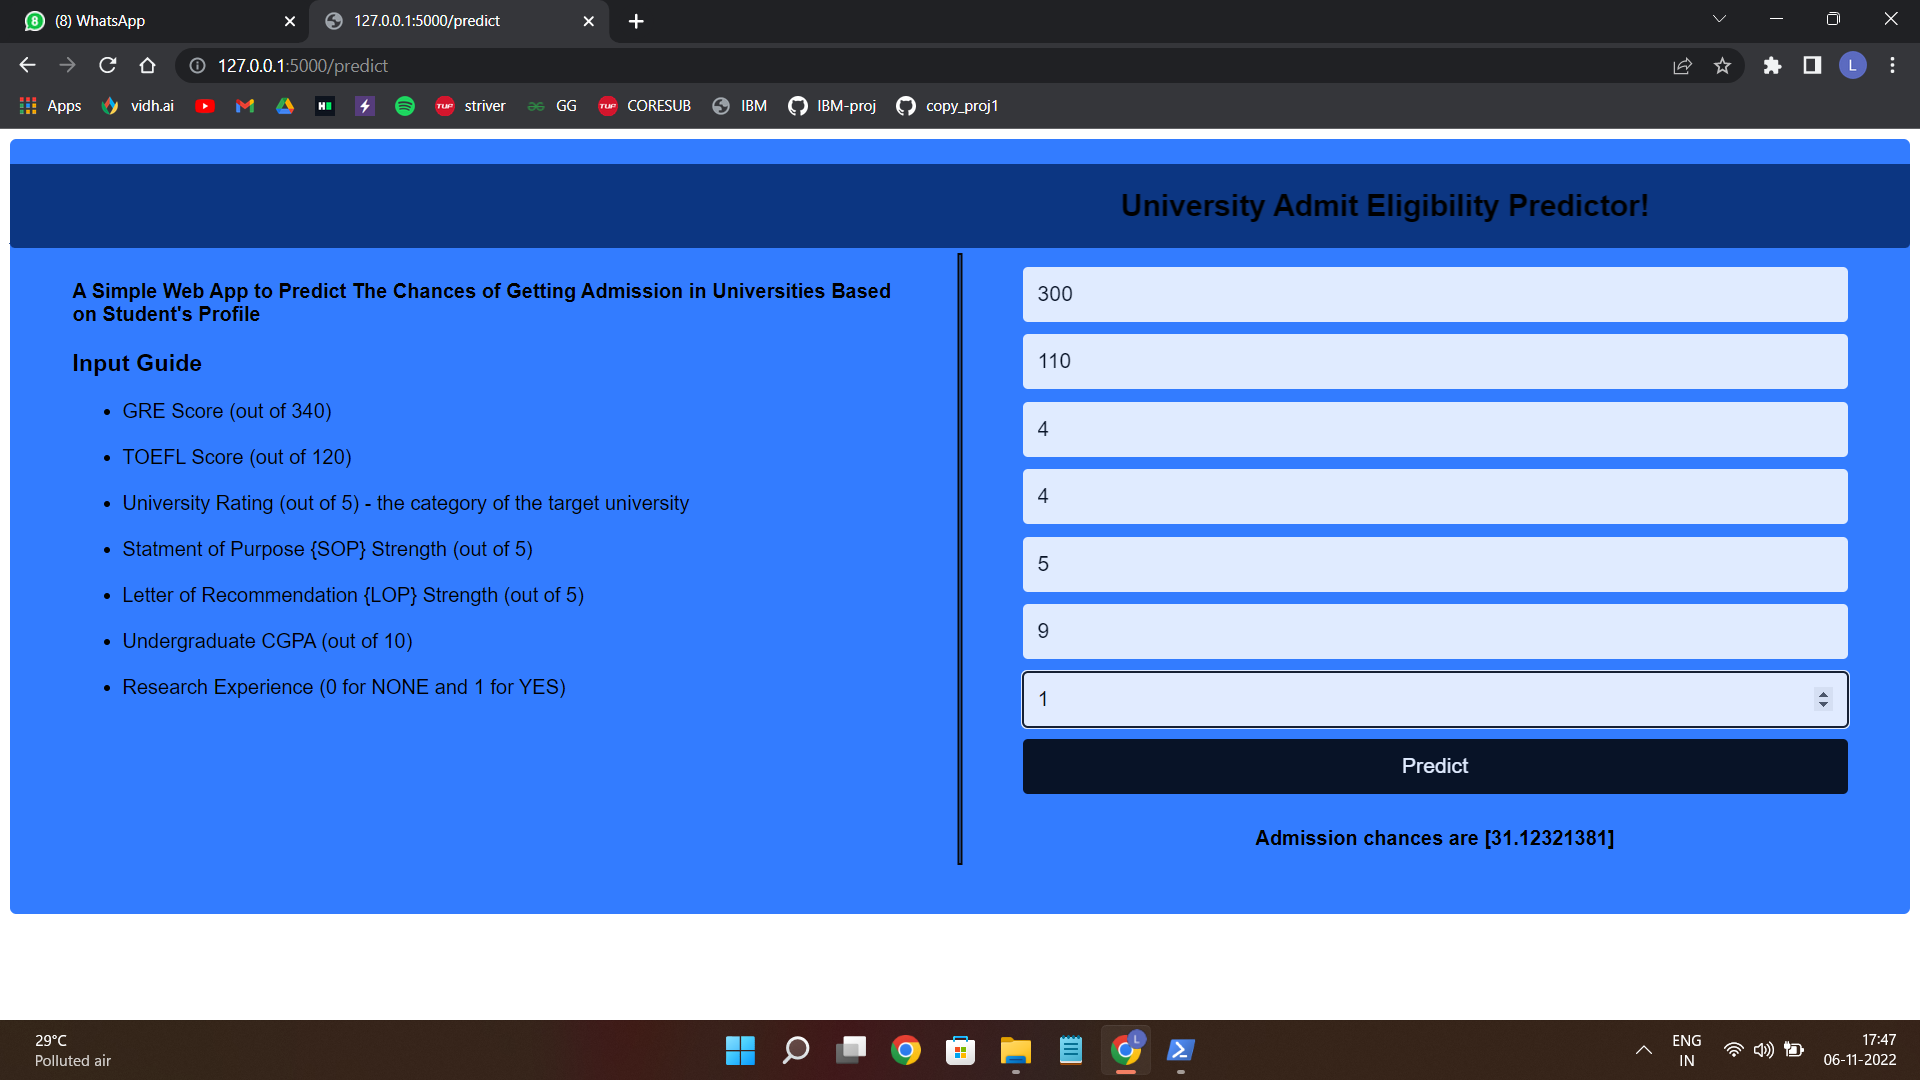 (8) WhatsApp
127.0.0.1:5000/predict
127.0.0.1:5000/predict
L
Apps
vidh.ai
striver
GG
CORESUB
IBM
IBM-proj
copy_proj1
University Admit Eligibility Predictor!
A Simple Web App to Predict The Chances of Getting Admission in Universities Based
on Student's Profile
Input Guide
• GRE Score (out of 340)
• TOEFL Score (out of 120)
• University Rating (out of 5) - the category of the target university
• Statment of Purpose {SOP} Strength (out of 5)
• Letter of Recommendation {LOP} Strength (out of 5)
• Undergraduate CGPA (out of 10)
• Research Experience (0 for NONE and 1 for YES)
300
110
4
4
5
9
1
Predict
Admission chances are [31.12321381]
29°C
Polluted air
L
ENG
IN
17:47
06-11-2022